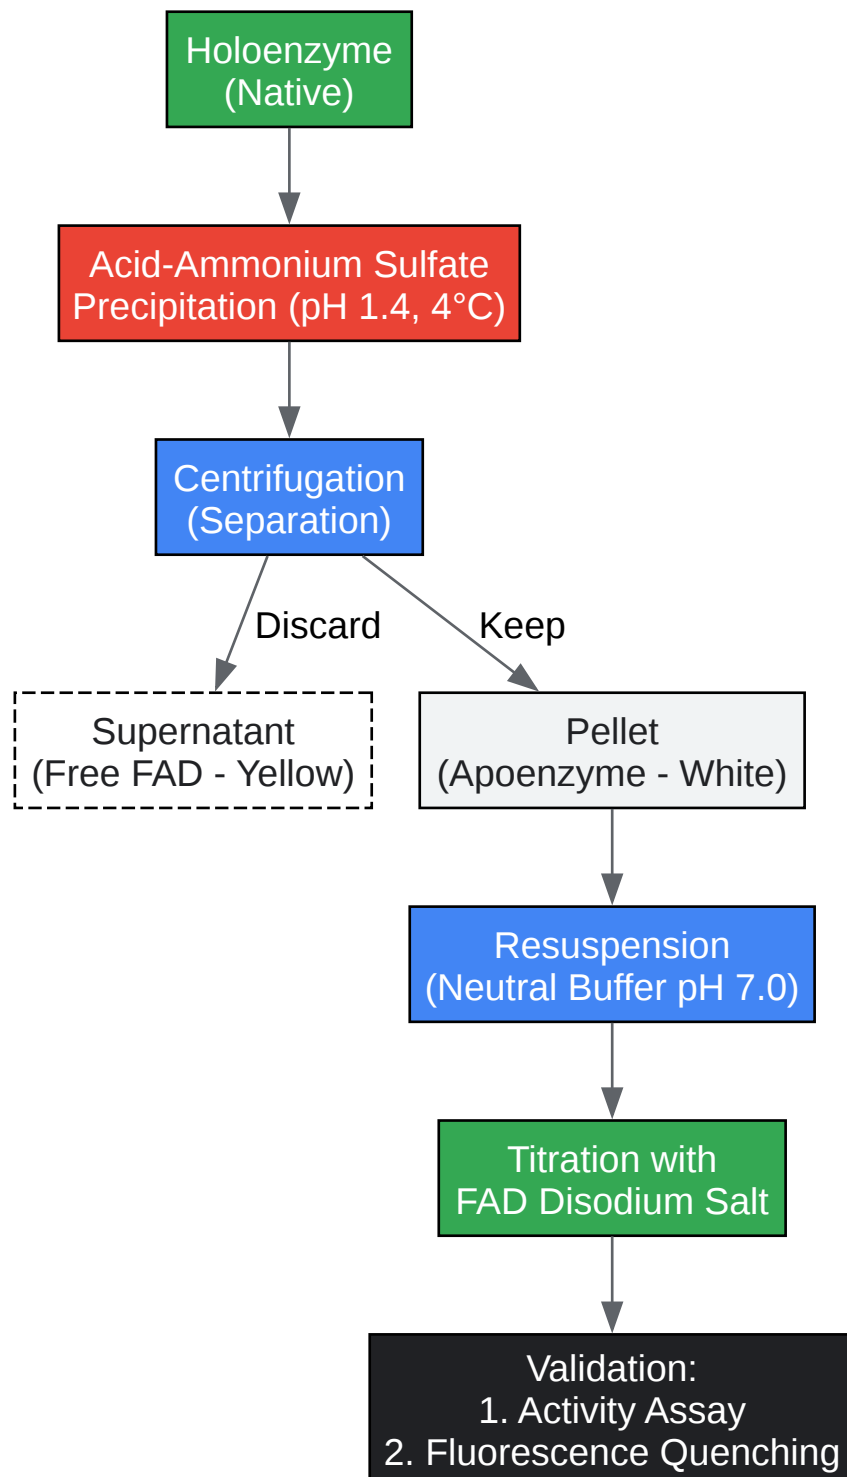 Holoenzyme
(Native)
Acid-Ammonium Sulfate
Precipitation (pH 1.4, 4°C)
Centrifugation
(Separation)
Discard
Keep
Supernatant
(Free FAD - Yellow)
Pellet
(Apoenzyme - White)
Resuspension
(Neutral Buffer pH 7.0)
Titration with
FAD Disodium Salt
Validation:
1. Activity Assay
2. Fluorescence Quenching